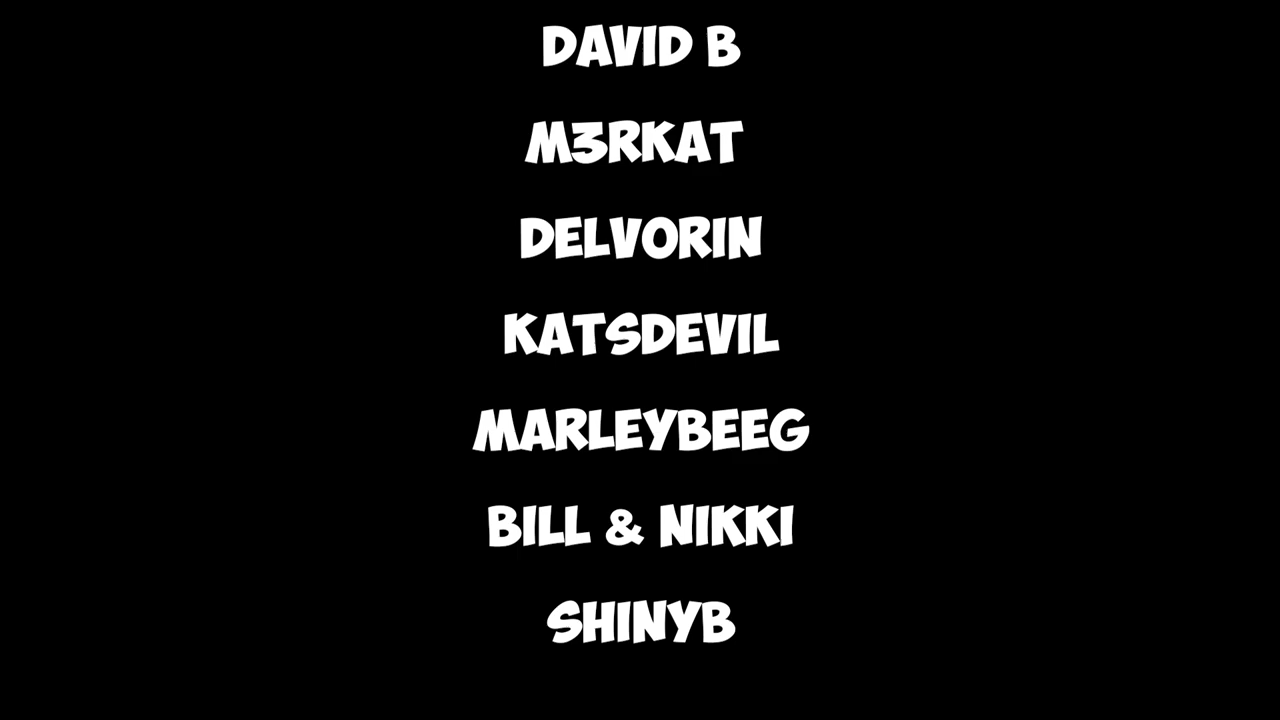 DAVID B
M3RKAT
DELVORIN
KATSDEVIL
MARLEYBEEG
BILL & NIKKI
SHINYB